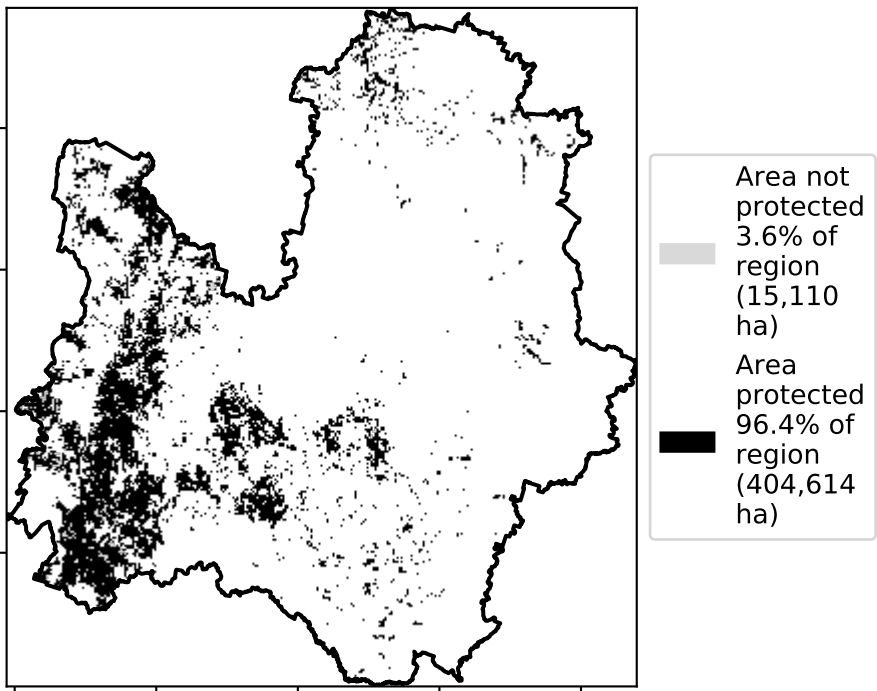 Area not
protected
3.6% of
region
(15,110
ha)
Area
protected
96.4% of
region
(404,614
ha)